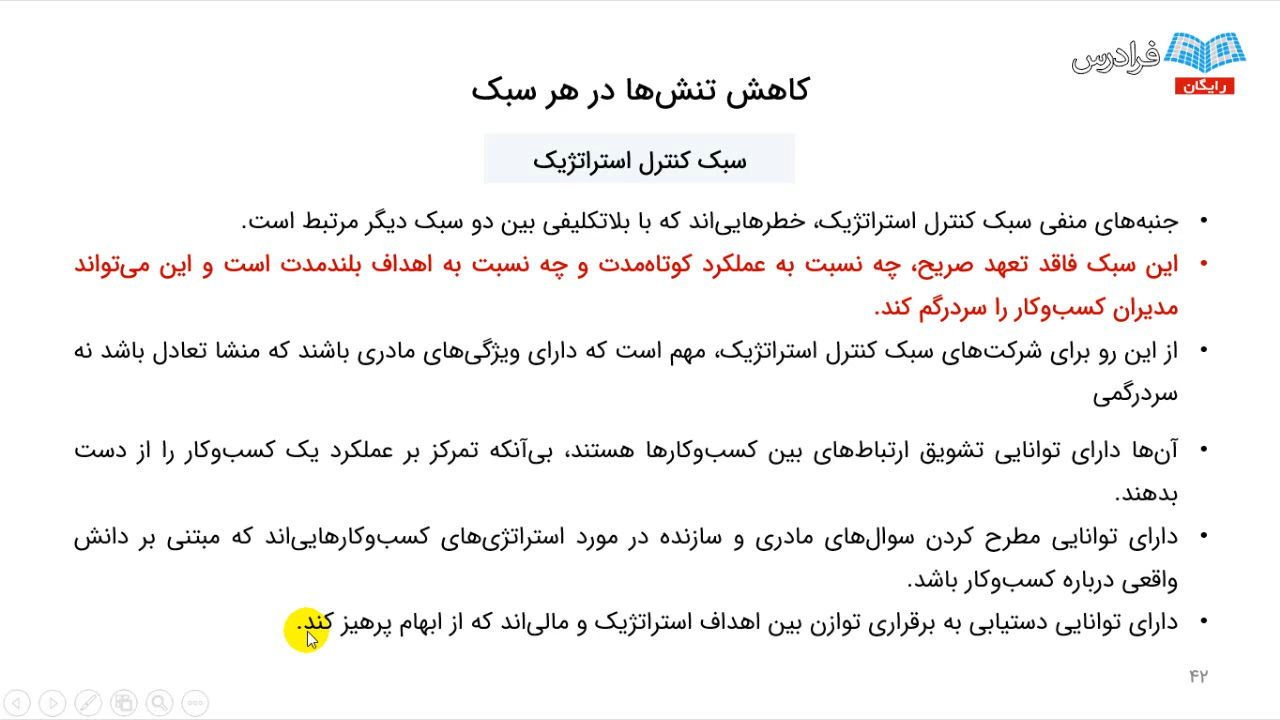 فرادرس
رایگان
کاهش تنش‌ها در هر سبک
سبک کنترل استراتژیک
• جنبه‌های منفی سبک کنترل استراتژیک، خطرهایی‌اند که با بلاتکلیفی بین دو سبک دیگر مرتبط است.
• این سبک فاقد تعهد صریح، چه نسبت به عملکرد کوتاه‌مدت و چه نسبت به اهداف بلندمدت است و این می‌تواند
مدیران کسب‌وکار را سردرگم کند.
• از این رو برای شرکت‌های سبک کنترل استراتژیک، مهم است که دارای ویژگی‌های مادری باشند که منشا تعادل باشد نه
سردرگمی
• آن‌ها دارای توانایی تشویق ارتباط‌های بین کسب‌وکارها هستند، بی‌آنکه تمرکز بر عملکرد یک کسب‌وکار را از دست
بدهند.
• دارای توانایی مطرح کردن سوال‌های مادری و سازنده در مورد استراتژی‌های کسب‌وکارهایی‌اند که مبتنی بر دانش
واقعی درباره کسب‌وکار باشد.
• دارای توانایی دستیابی به برقراری توازن بین اهداف استراتژیک و مالی‌اند که از ابهام پرهیز کند.
۴۲